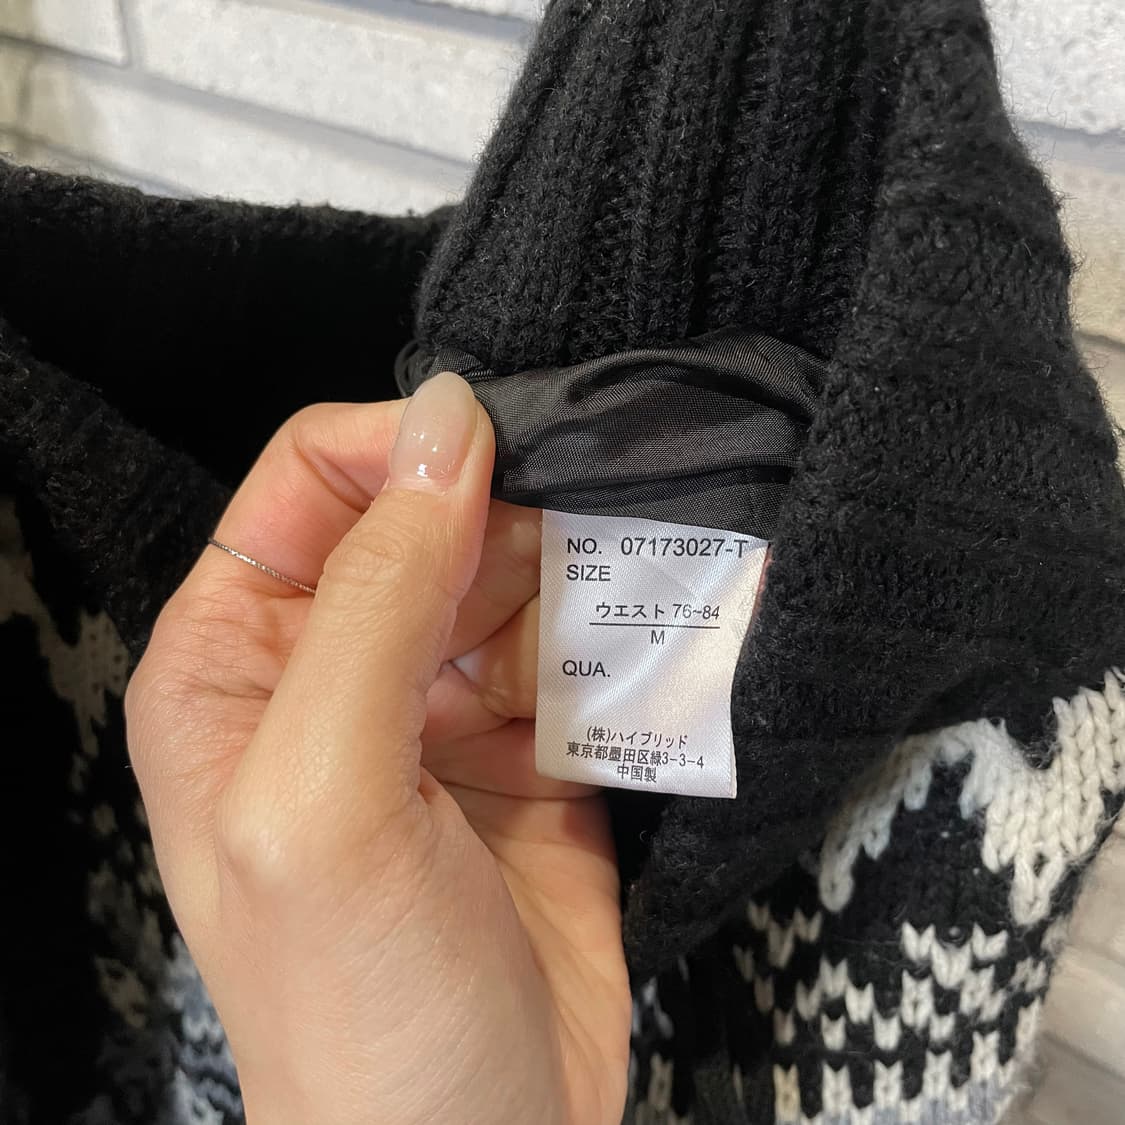 NO. 07173027-T
SIZE
ウエスト 76~84
M
QUA.
(株)ハイブリッド
東京都墨田区緑3-3-4
中国製